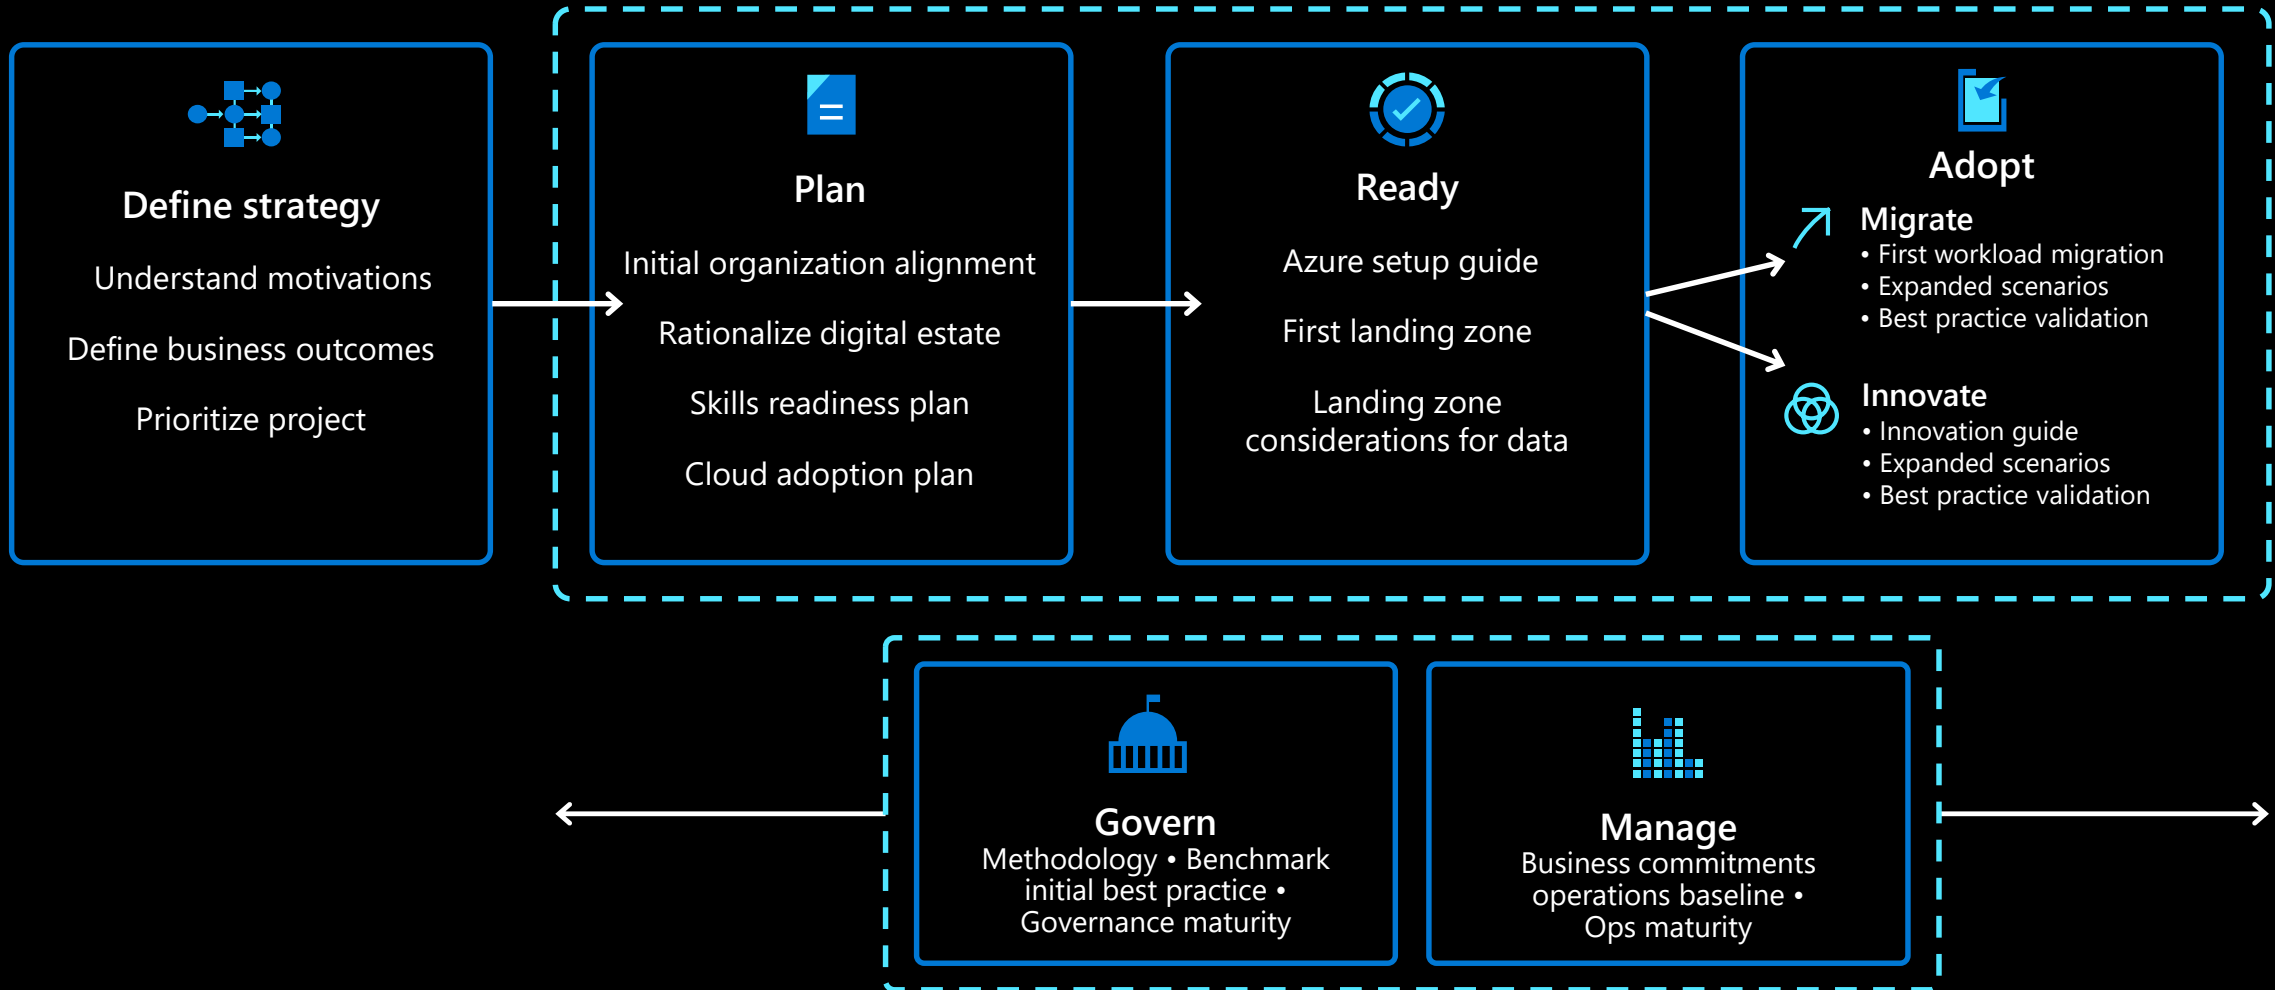 Define strategy
Understand motivations
Define business outcomes
Prioritize project
Plan
Initial organization alignment
Rationalize digital estate
Skills readiness plan
Cloud adoption plan
Ready
Azure setup guide
First landing zone
Landing zone
considerations for data
Adopt
Migrate
• First workload migration
• Expanded scenarios
• Best practice validation
Innovate
• Innovation guide
• Expanded scenarios
• Best practice validation
Govern
Methodology • Benchmark
initial best practice •
Governance maturity
Manage
Business commitments
operations baseline •
Ops maturity